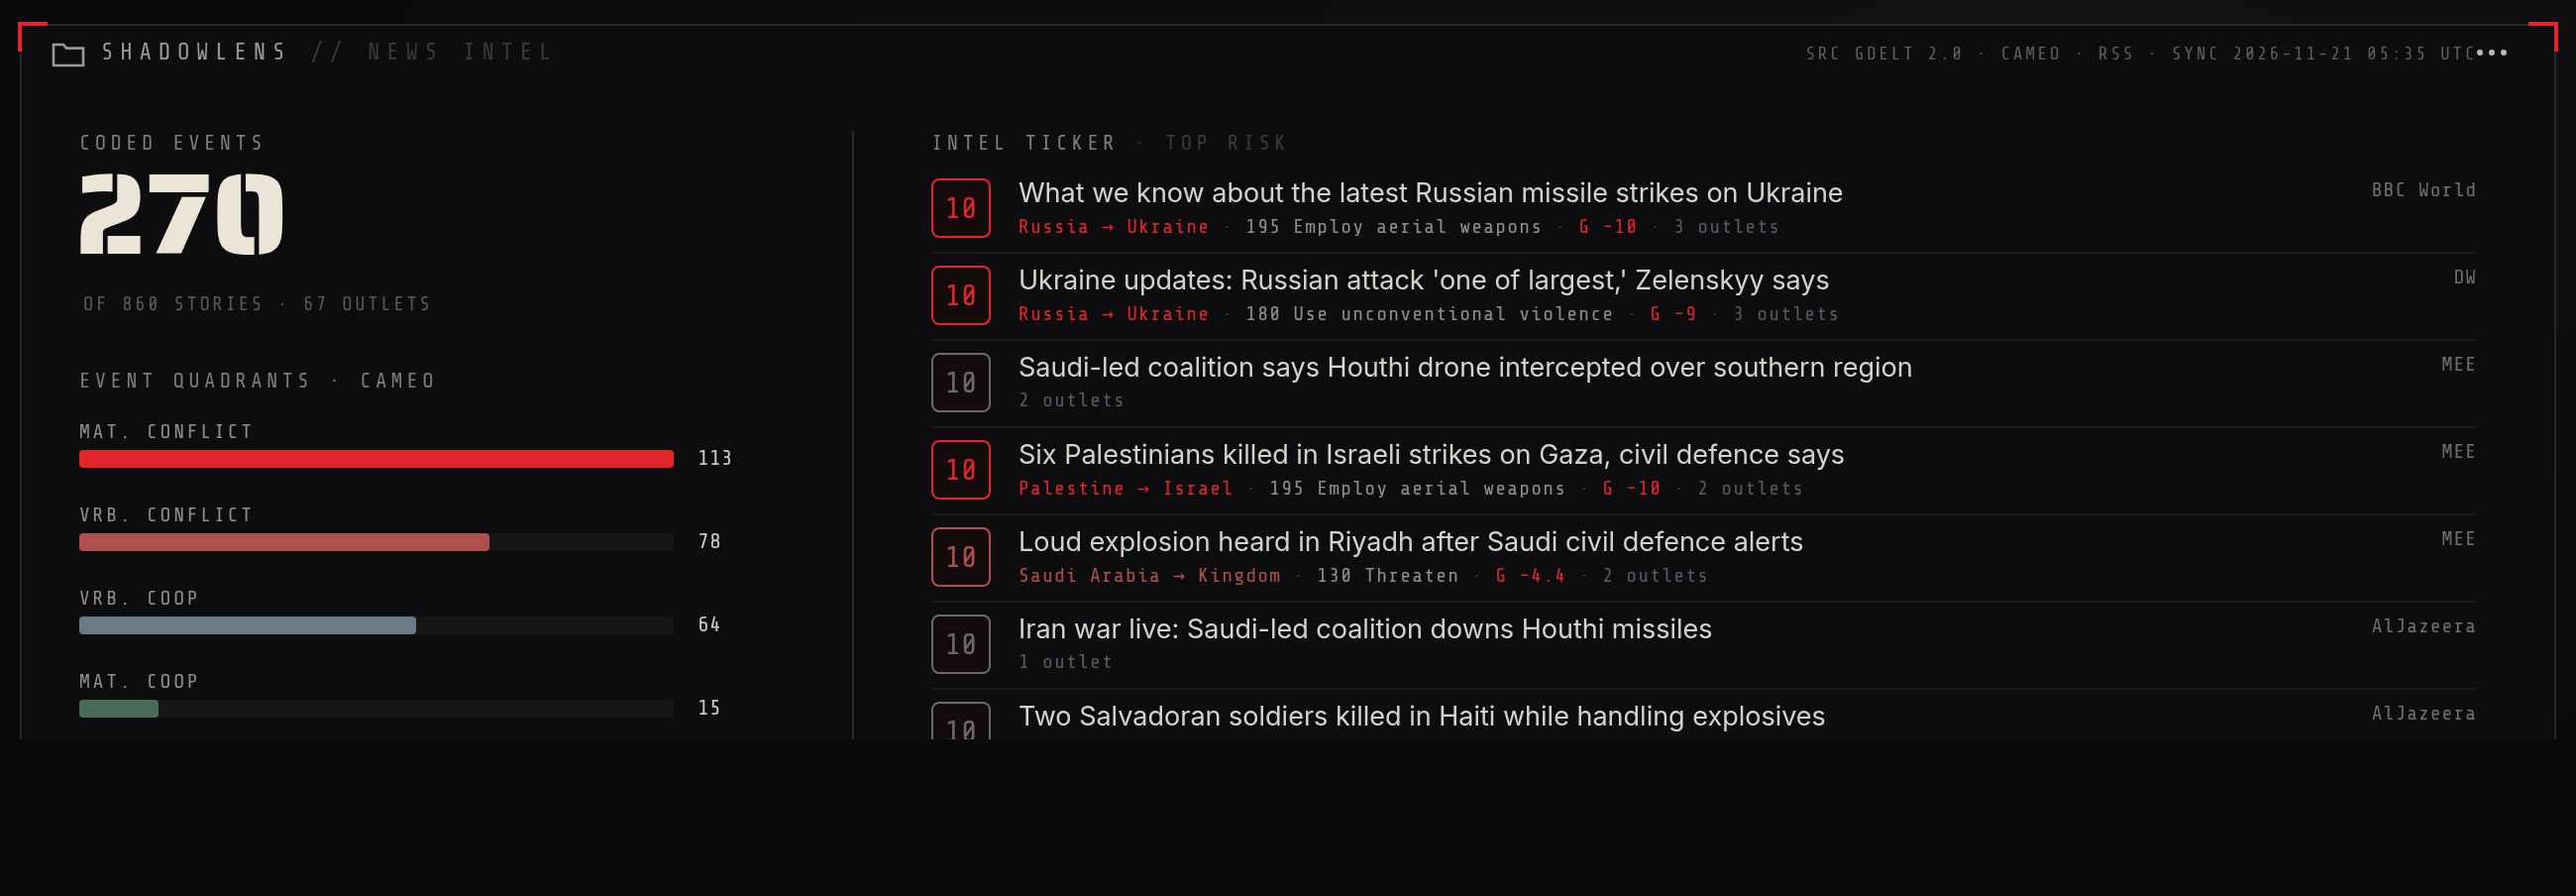 SHADOWLENS // NEWS INTEL
SRC GDELT 2.0 · CAMEO · RSS · SYNC 2026-11-21 05:35 UTC
CODED EVENTS
270
OF 860 STORIES · 67 OUTLETS
EVENT QUADRANTS · CAMEO
MAT. CONFLICT
113
VRB. CONFLICT
78
VRB. COOP
64
MAT. COOP
15
INTEL TICKER · TOP RISK
10 What we know about the latest Russian missile strikes on Ukraine BBC World
Russia → Ukraine · 195 Employ aerial weapons · G -10 · 3 outlets
10 Ukraine updates: Russian attack 'one of largest,' Zelenskyy says DW
Russia → Ukraine · 180 Use unconventional violence · G -9 · 3 outlets
10 Saudi-led coalition says Houthi drone intercepted over southern region MEE
2 outlets
10 Six Palestinians killed in Israeli strikes on Gaza, civil defence says MEE
Palestine → Israel · 195 Employ aerial weapons · G -10 · 2 outlets
10 Loud explosion heard in Riyadh after Saudi civil defence alerts MEE
Saudi Arabia → Kingdom · 130 Threaten · G -4.4 · 2 outlets
10 Iran war live: Saudi-led coalition downs Houthi missiles AlJazeera
1 outlet
10 Two Salvadoran soldiers killed in Haiti while handling explosives AlJazeera